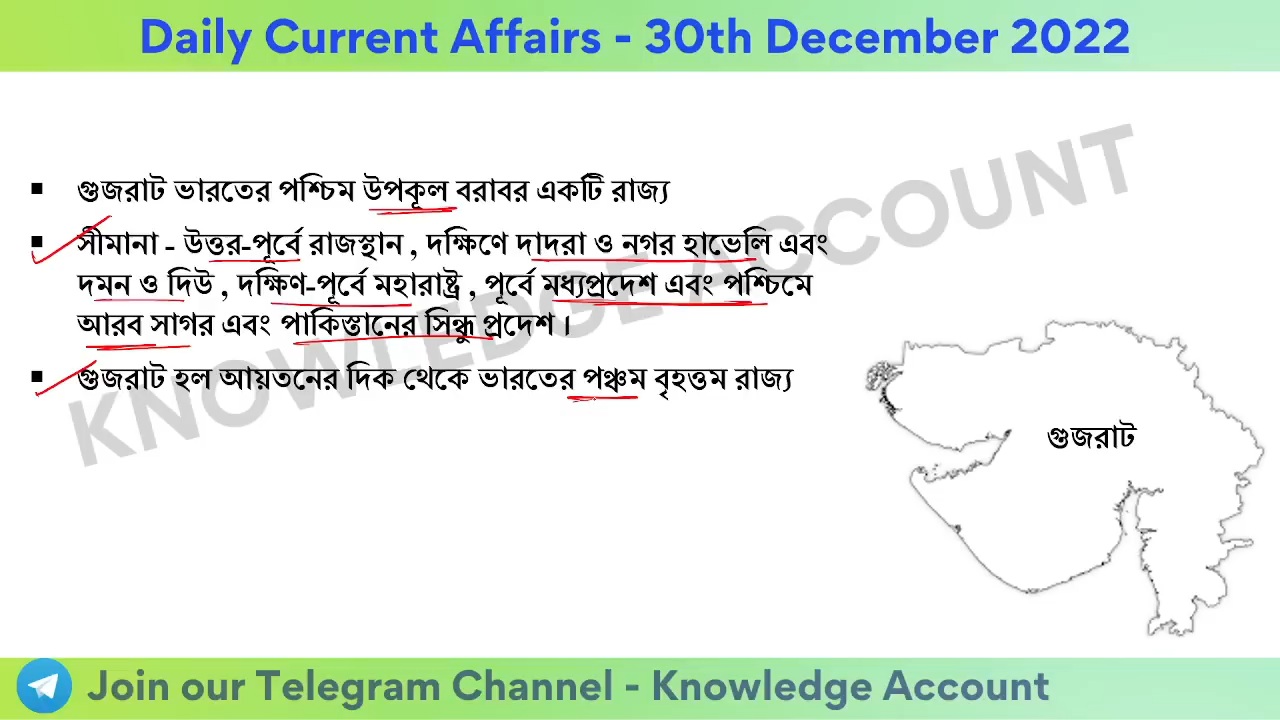 Daily Current Affairs - 30th December 2022
▪ গুজরাট ভারতের পশ্চিম উপকূল বরাবর একটি রাজ্য
▪ সীমানা - উত্তর-পূর্বে রাজস্থান , দক্ষিণে দাদরা ও নগর হাভেলি এবং
দমন ও দিউ , দক্ষিণ-পূর্বে মহারাষ্ট্র , পূর্বে মধ্যপ্রদেশ এবং পশ্চিমে
আরব সাগর এবং পাকিস্তানের সিন্ধু প্রদেশ ।
▪ গুজরাট হল আয়তনের দিক থেকে ভারতের পঞ্চম বৃহত্তম রাজ্য
গুজরাট
KNOWLEDGE ACCOUNT
Join our Telegram Channel - Knowledge Account